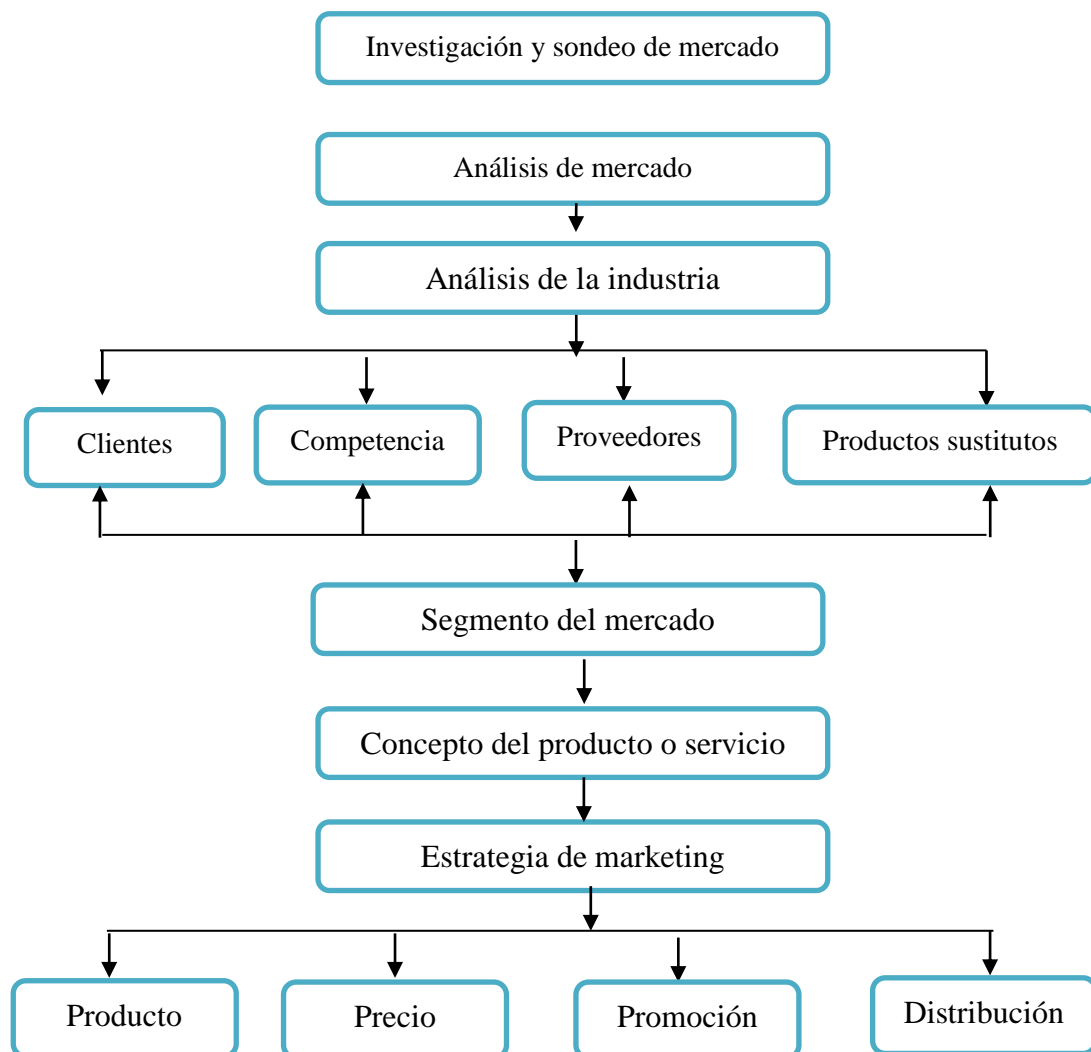 Investigación y sondeo de mercado
Análisis de mercado
Análisis de la industria
Clientes
Competencia
Proveedores
Productos sustitutos
Segmento del mercado
Concepto del producto o servicio
Estrategia de marketing
Producto
Precio
Promoción
Distribución